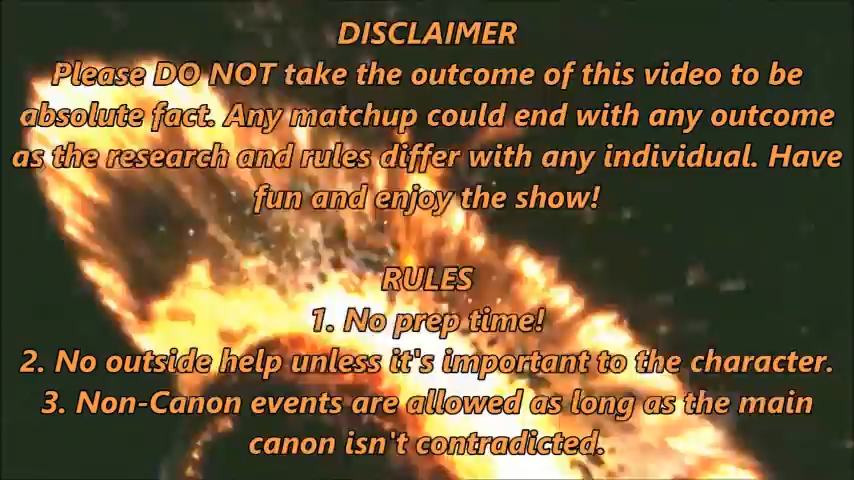 DISCLAIMER
Please DO NOT take the outcome of this video to be
absolute fact. Any matchup could end with any outcome
as the research and rules differ with any individual. Have
fun and enjoy the show!
RULES
1. No prep time!
2. No outside help unless it's important to the character.
3. Non-Canon events are allowed as long as the main
canon isn't contradicted.